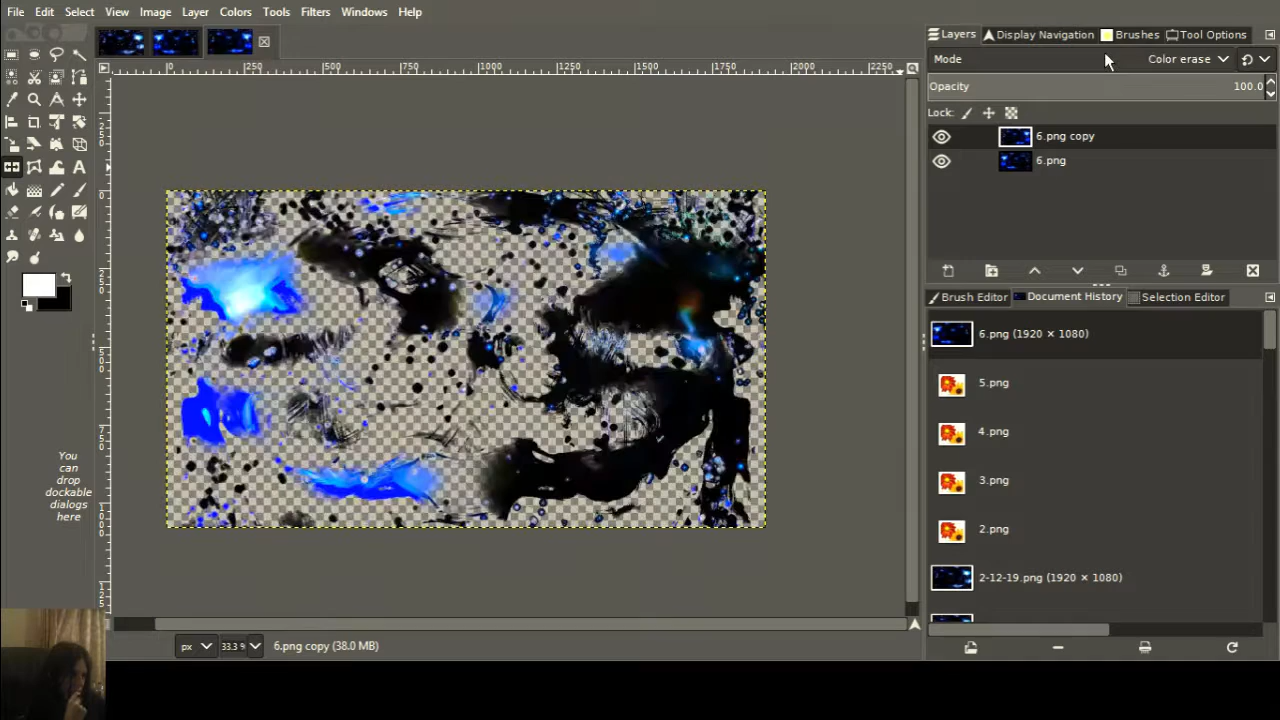 File Edit Select View Image Layer Colors Tools Filters Windows Help
Layers Display Navigation Brushes Tool Options
Mode Color erase
Opacity 100.0
Lock:
6.png copy
6.png
Brush Editor Document History Selection Editor
6.png (1920 × 1080)
5.png
4.png
3.png
2.png
2-12-19.png (1920 × 1080)
0 250 500 750 1000 1250 1500 1750 2000 2250
You
can
drop
dockable
dialogs
here
px 33.3 6.png copy (38.0 MB)